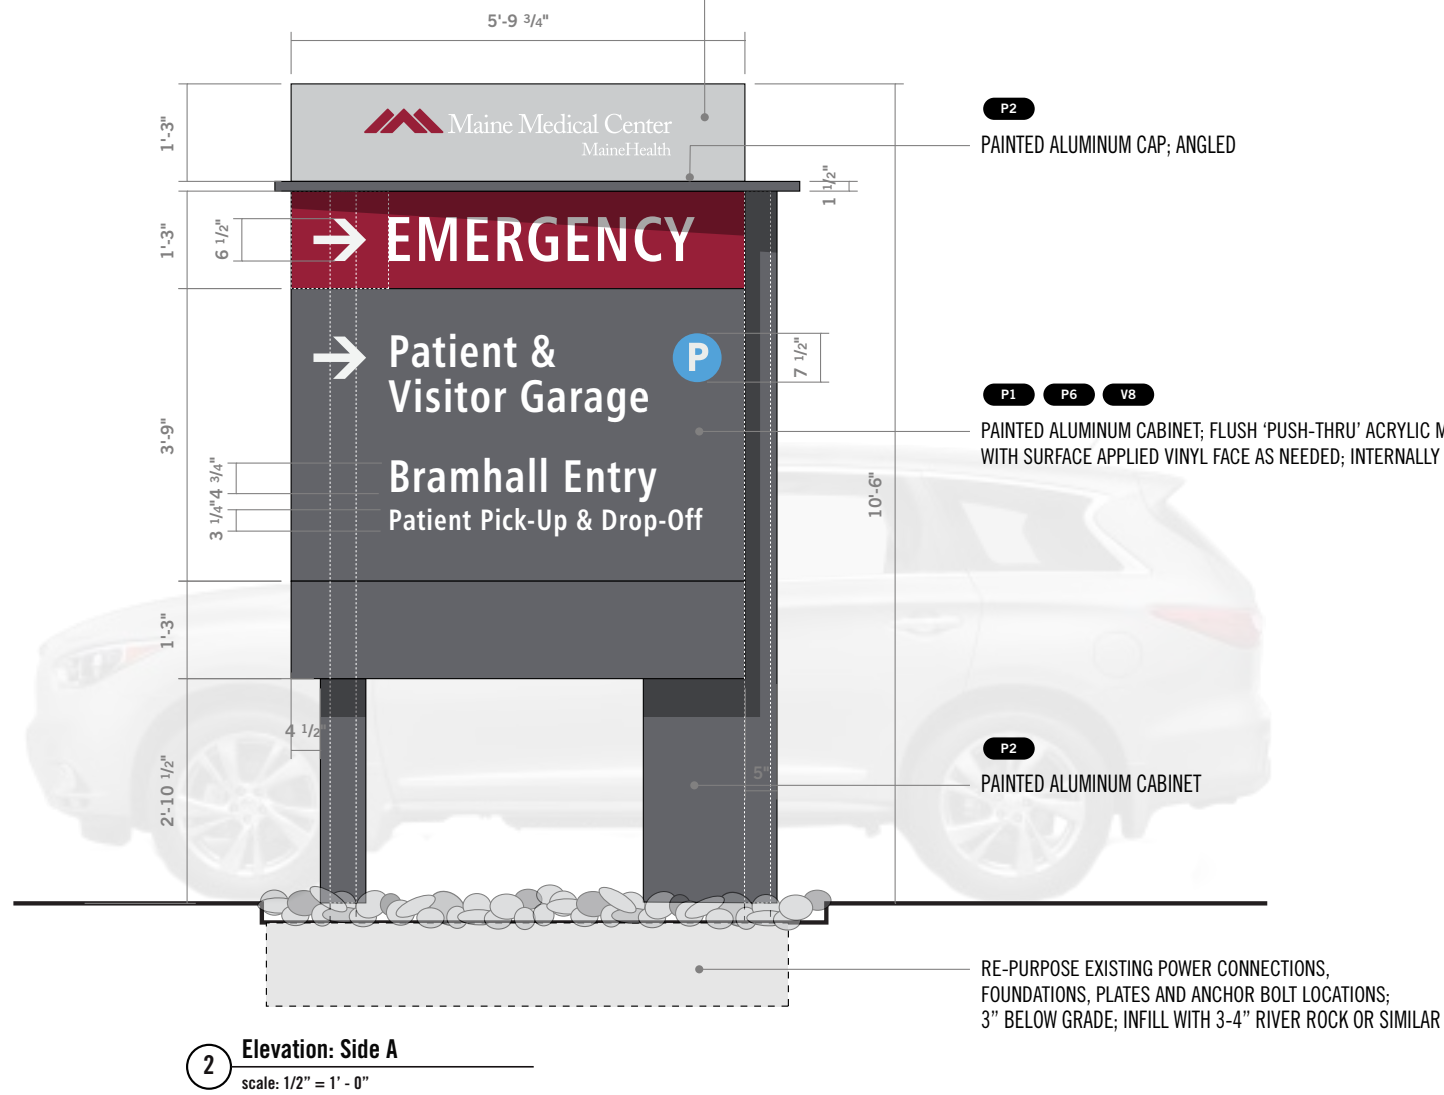 5'-9 3/4"
1'-3"
Maine Medical Center
MaineHealth
P2
PAINTED ALUMINUM CAP; ANGLED
1 1/2"
1'-3"
6 1/2"
EMERGENCY
Patient &
Visitor Garage
P
7 1/2"
P1 P6 V8
PAINTED ALUMINUM CABINET; FLUSH ‘PUSH-THRU’ ACRYLIC
WITH SURFACE APPLIED VINYL FACE AS NEEDED; INTERNALLY
3'-9"
4 3/4"
3 1/4"
Bramhall Entry
Patient Pick-Up & Drop-Off
10'-6"
1'-3"
4 1/2"
2'-10 1/2"
5"
P2
PAINTED ALUMINUM CABINET
RE-PURPOSE EXISTING POWER CONNECTIONS,
FOUNDATIONS, PLATES AND ANCHOR BOLT LOCATIONS;
3” BELOW GRADE; INFILL WITH 3-4” RIVER ROCK OR SIMILAR
2
Elevation: Side A
scale: 1/2” = 1’ - 0”